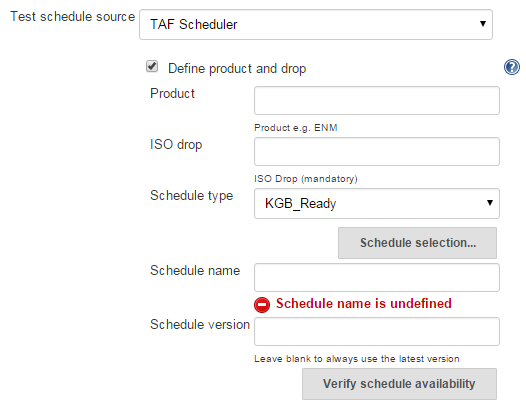 Test schedule source TAF Scheduler
Define product and drop
Product
Product e.g. ENM
ISO drop
ISO Drop (mandatory)
Schedule type KGB_Ready
Schedule selection...
Schedule name
Schedule name is undefined
Schedule version
Leave blank to always use the latest version
Verify schedule availability